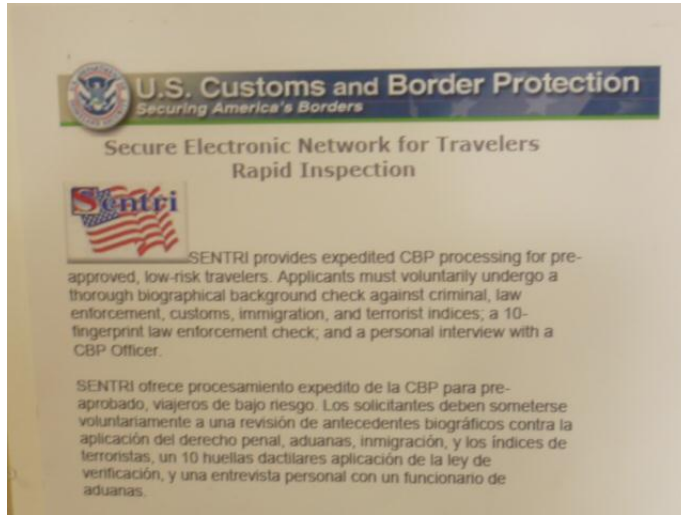 U.S. Customs and Border Protection
Securing America's Borders
Secure Electronic Network for Travelers
Rapid Inspection
Sentri
SENTRI provides expedited CBP processing for pre-
approved, low-risk travelers. Applicants must voluntarily undergo a
thorough biographical background check against criminal, law
enforcement, customs, immigration, and terrorist indices; a 10-
fingerprint law enforcement check; and a personal interview with a
CBP Officer.
SENTRI ofrece procesamiento expedito de la CBP para pre-
aprobado, viajeros de bajo riesgo. Los solicitantes deben someterse
voluntariamente a una revisión de antecedentes biográficos contra la
aplicación del derecho penal, aduanas, inmigración, y los índices de
terroristas, un 10 huellas dactilares aplicación de la ley de
verificación, y una entrevista personal con un funcionario de
aduanas.